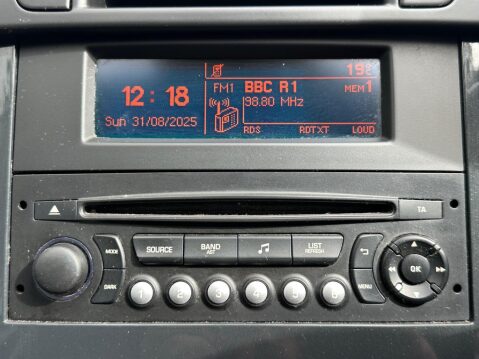 19°C
12:18
FM1 BBC R1 MEM1
98.80 MHz
Sun 31/08/2025
RDS RDTXT LOUD
TA
MODE
SOURCE
BAND
AST
LIST
REFRESH
DARK
1 2 3 4 5 6
MENU
OK